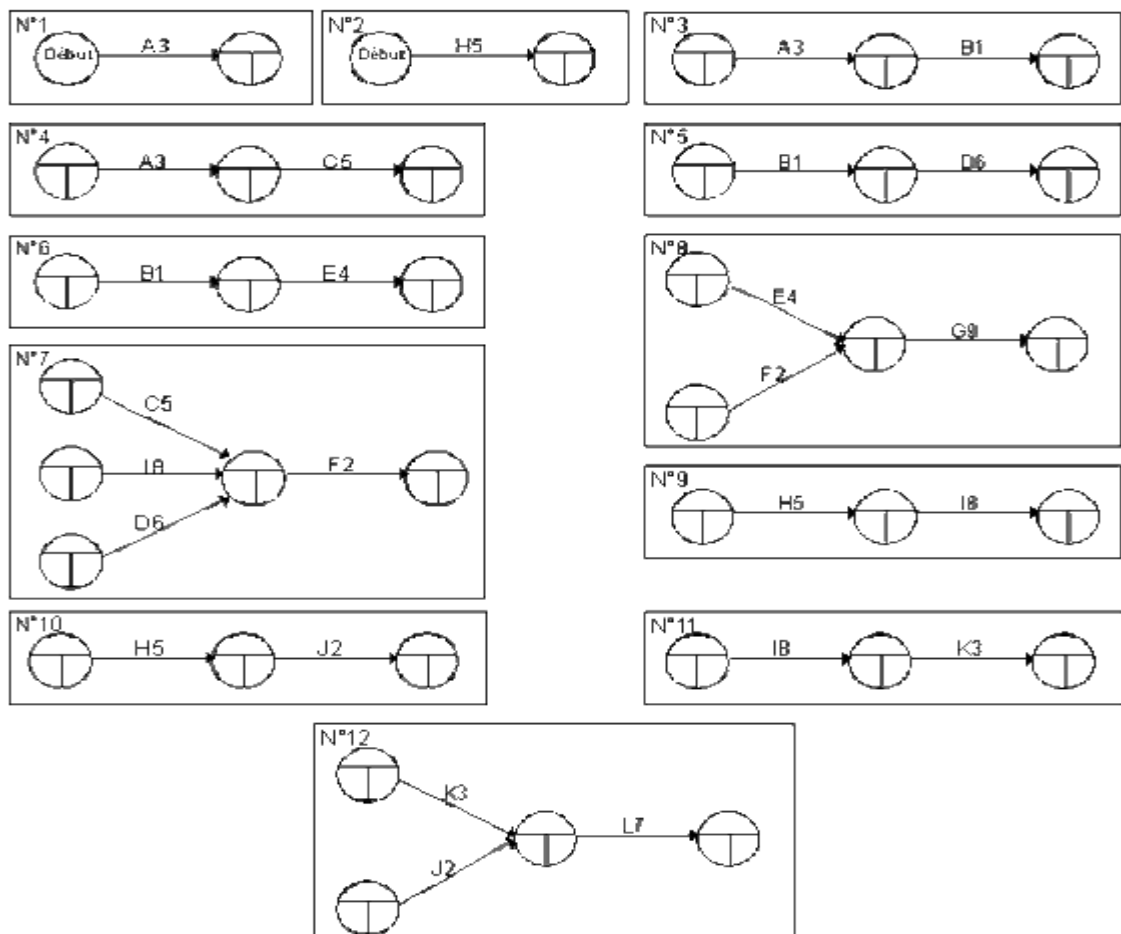 N°1
Début A3
N°2
Début H5
N°3
A3 B1
N°4
A3 C5
N°5
B1 D6
N°6
B1 E4
N°8
E4
G9
F2
N°7
C5
I8 F2
D6
N°9
H5 I8
N°10
H5 J2
N°11
I8 K3
N°12
K3
L7
J2